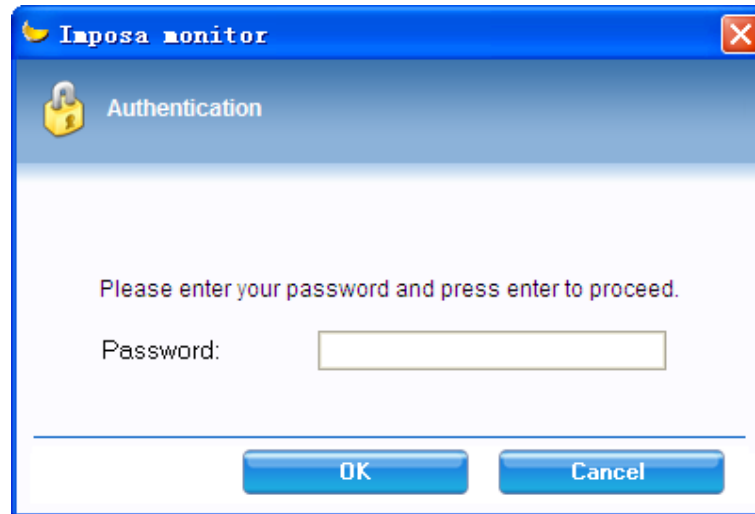 Imposa monitor
Authentication
Please enter your password and press enter to proceed.
Password:
OK
Cancel